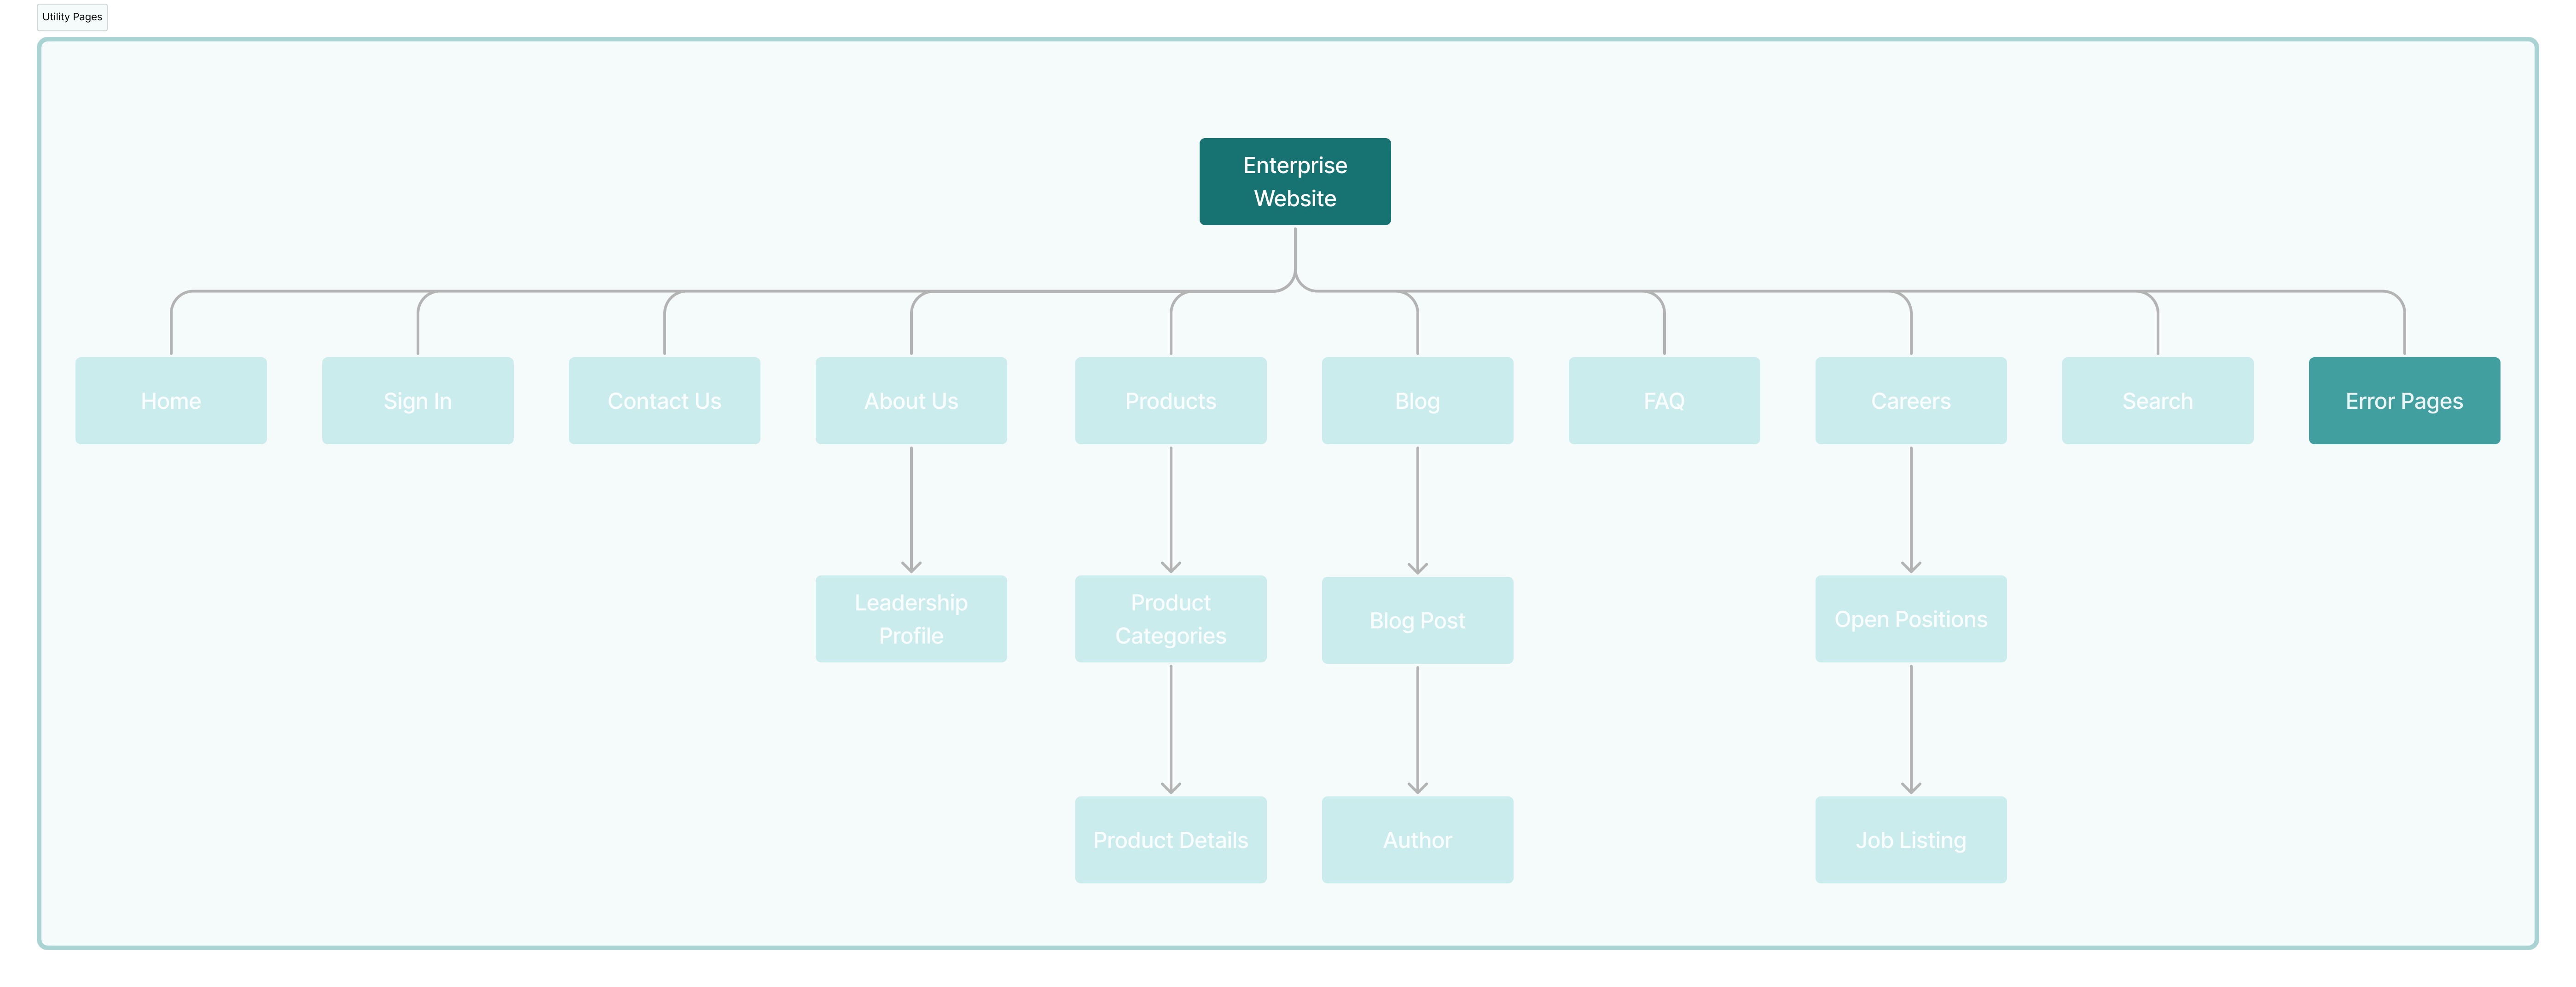 Utility Pages
Enterprise
Website
Home
Sign In
Contact Us
About Us
Products
Blog
FAQ
Careers
Search
Error Pages
Leadership
Profile
Product
Categories
Blog Post
Open Positions
Product Details
Author
Job Listing